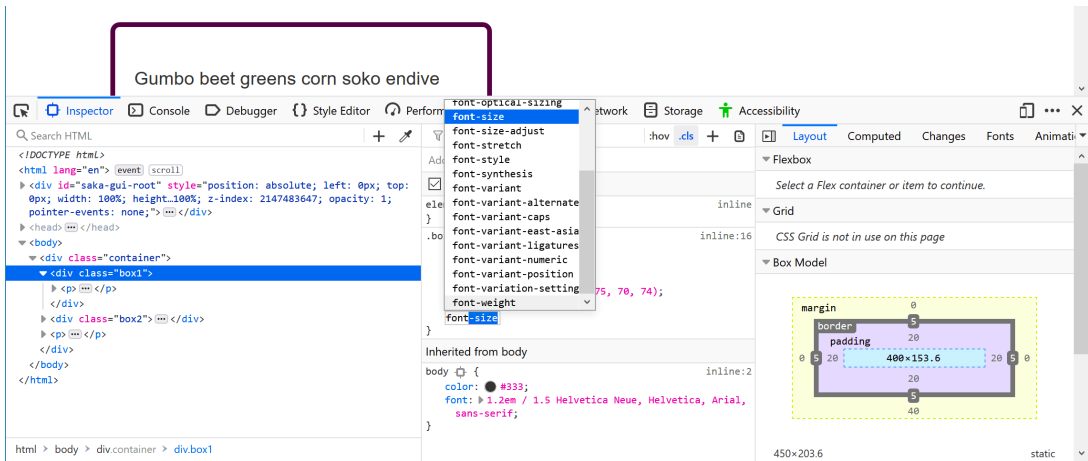 Gumbo beet greens corn soko endive
Inspector Console Debugger Style Editor Perform etwork Storage Accessibility
Search HTML
<!DOCTYPE html>
<html lang="en"> event scroll
<div id="saka-gui-root" style="position: absolute; left: 0px; top:
0px; width: 100%; height…100%; z-index: 2147483647; opacity: 1;
pointer-events: none;"> </div>
<head> </head>
<body>
<div class="container">
<div class="box1">
<p> </p>
</div>
<div class="box2"> </div>
<p> </p>
</div>
</body>
</html>
html > body > div.container > div.box1
:hov .cls
Add
ele inline
}
.bo inline:16
75, 70, 74);
font-optical-sizing
font-size
font-size-adjust
font-stretch
font-style
font-synthesis
font-variant
font-variant-alternate
font-variant-caps
font-variant-east-asia
font-variant-ligatures
font-variant-numeric
font-variant-position
font-variation-setting
font-weight
font-size
}
Inherited from body
body { inline:2
color: #333;
font: 1.2em / 1.5 Helvetica Neue, Helvetica, Arial,
sans-serif;
}
Layout Computed Changes Fonts Animati
Flexbox
Select a Flex container or item to continue.
Grid
CSS Grid is not in use on this page
Box Model
margin 0
border 5
padding 20
0 5 20 400×153.6 20 5 0
20
5
40
450×203.6 static